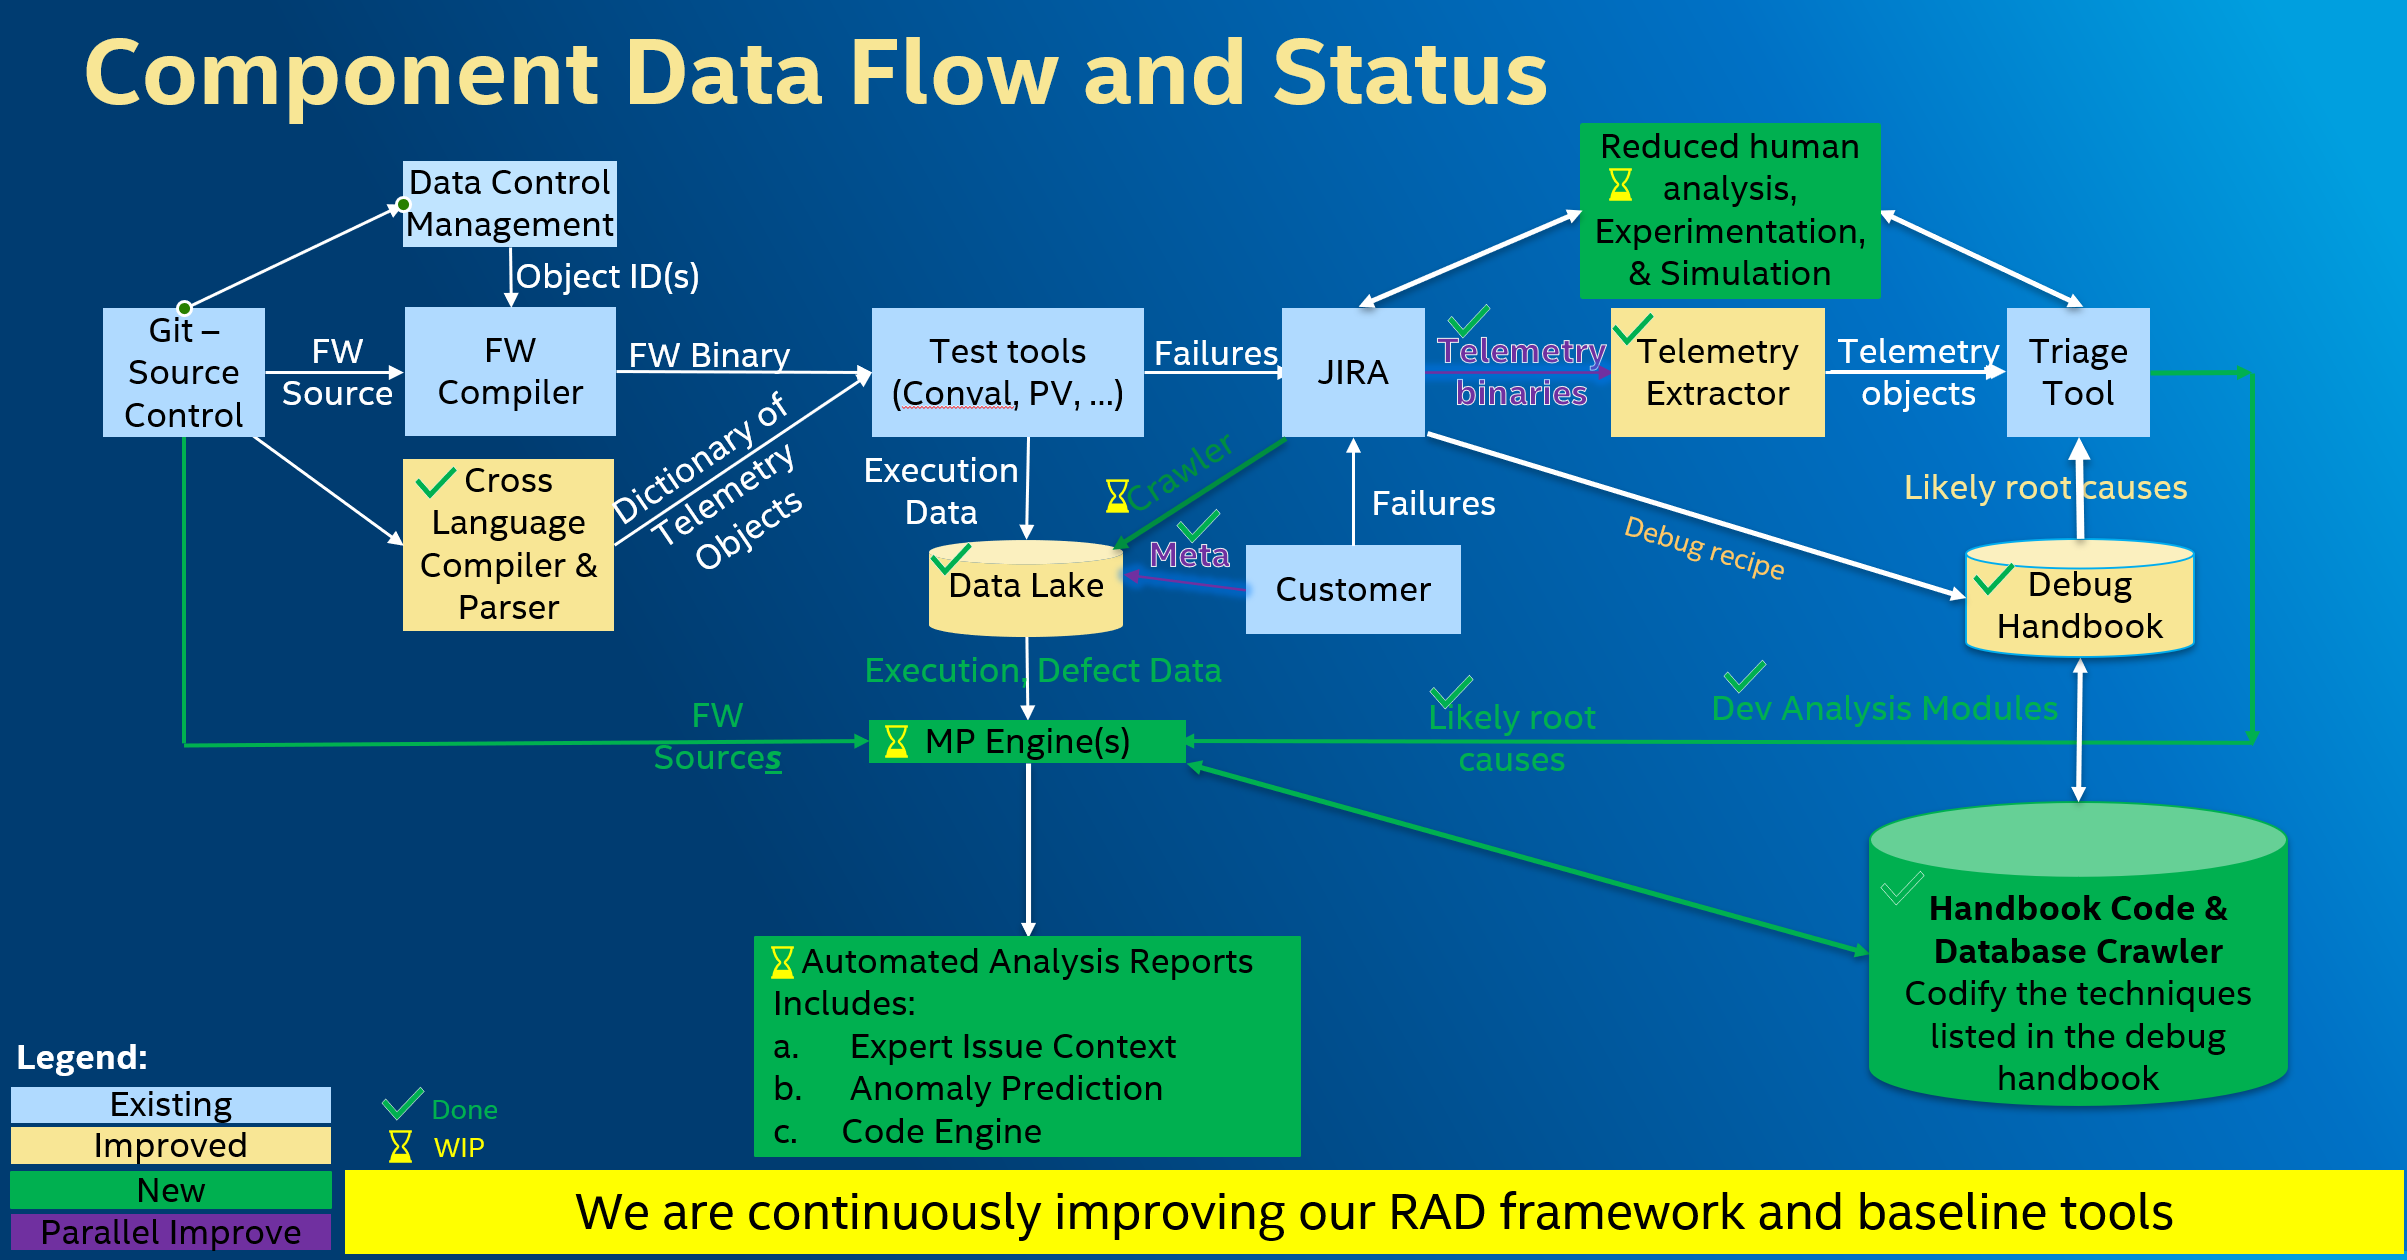 Component Data Flow and Status
Reduced human
analysis,
Experimentation,
& Simulation
Data Control
Management
Object ID(s)
Git –
Source
Control
FW
Source
FW
Compiler
FW Binary
Test tools
(Conval, PV, ...)
Failures
JIRA
Telemetry
binaries
Telemetry
Extractor
Telemetry
objects
Triage
Tool
Cross
Language
Compiler &
Parser
Dictionary of
Telemetry
Objects
Execution
Data
Crawler
Meta
Failures
Likely root causes
Debug recipe
Data Lake
Customer
Debug
Handbook
Execution, Defect Data
FW
Sources
MP Engine(s)
Likely root
causes
Dev Analysis Modules
Handbook Code &
Database Crawler
Codify the techniques
listed in the debug
handbook
Automated Analysis Reports
Includes:
a. Expert Issue Context
b. Anomaly Prediction
c. Code Engine
Legend:
Existing
Improved
New
Parallel Improve
Done
WIP
We are continuously improving our RAD framework and baseline tools